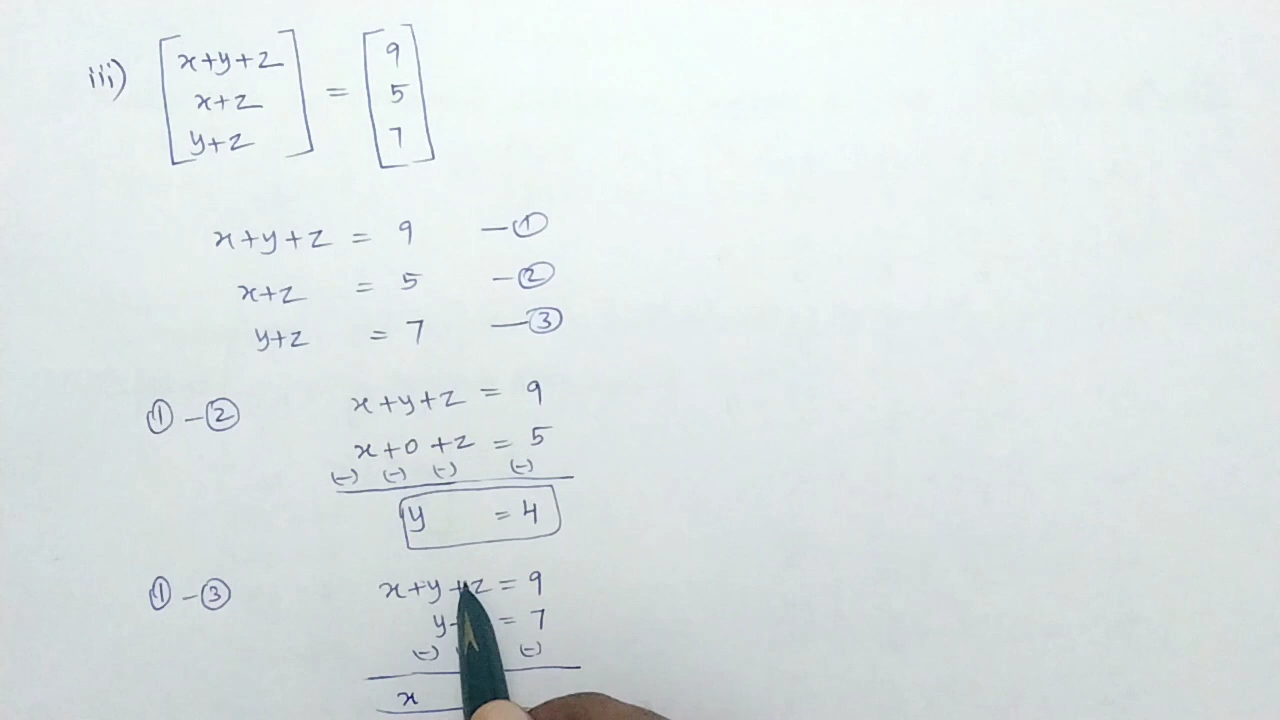 iii) [x+y+z] = [9]
[x+z] [5]
[y+z] [7]
x+y+z = 9 —①
x+z = 5 —②
y+z = 7 —③
①-② x+y+z = 9
x+0+z = 5
(-) (-) (-) (-)
y = 4
①-③ x+y+z = 9
y = 7
(-) (-)
x